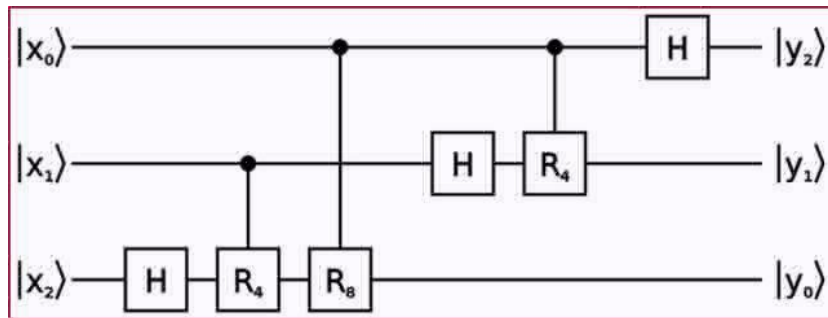 |x₀⟩ H |y₂⟩
|x₁⟩ H R₄ |y₁⟩
|x₂⟩ H R₄ R₈ |y₀⟩